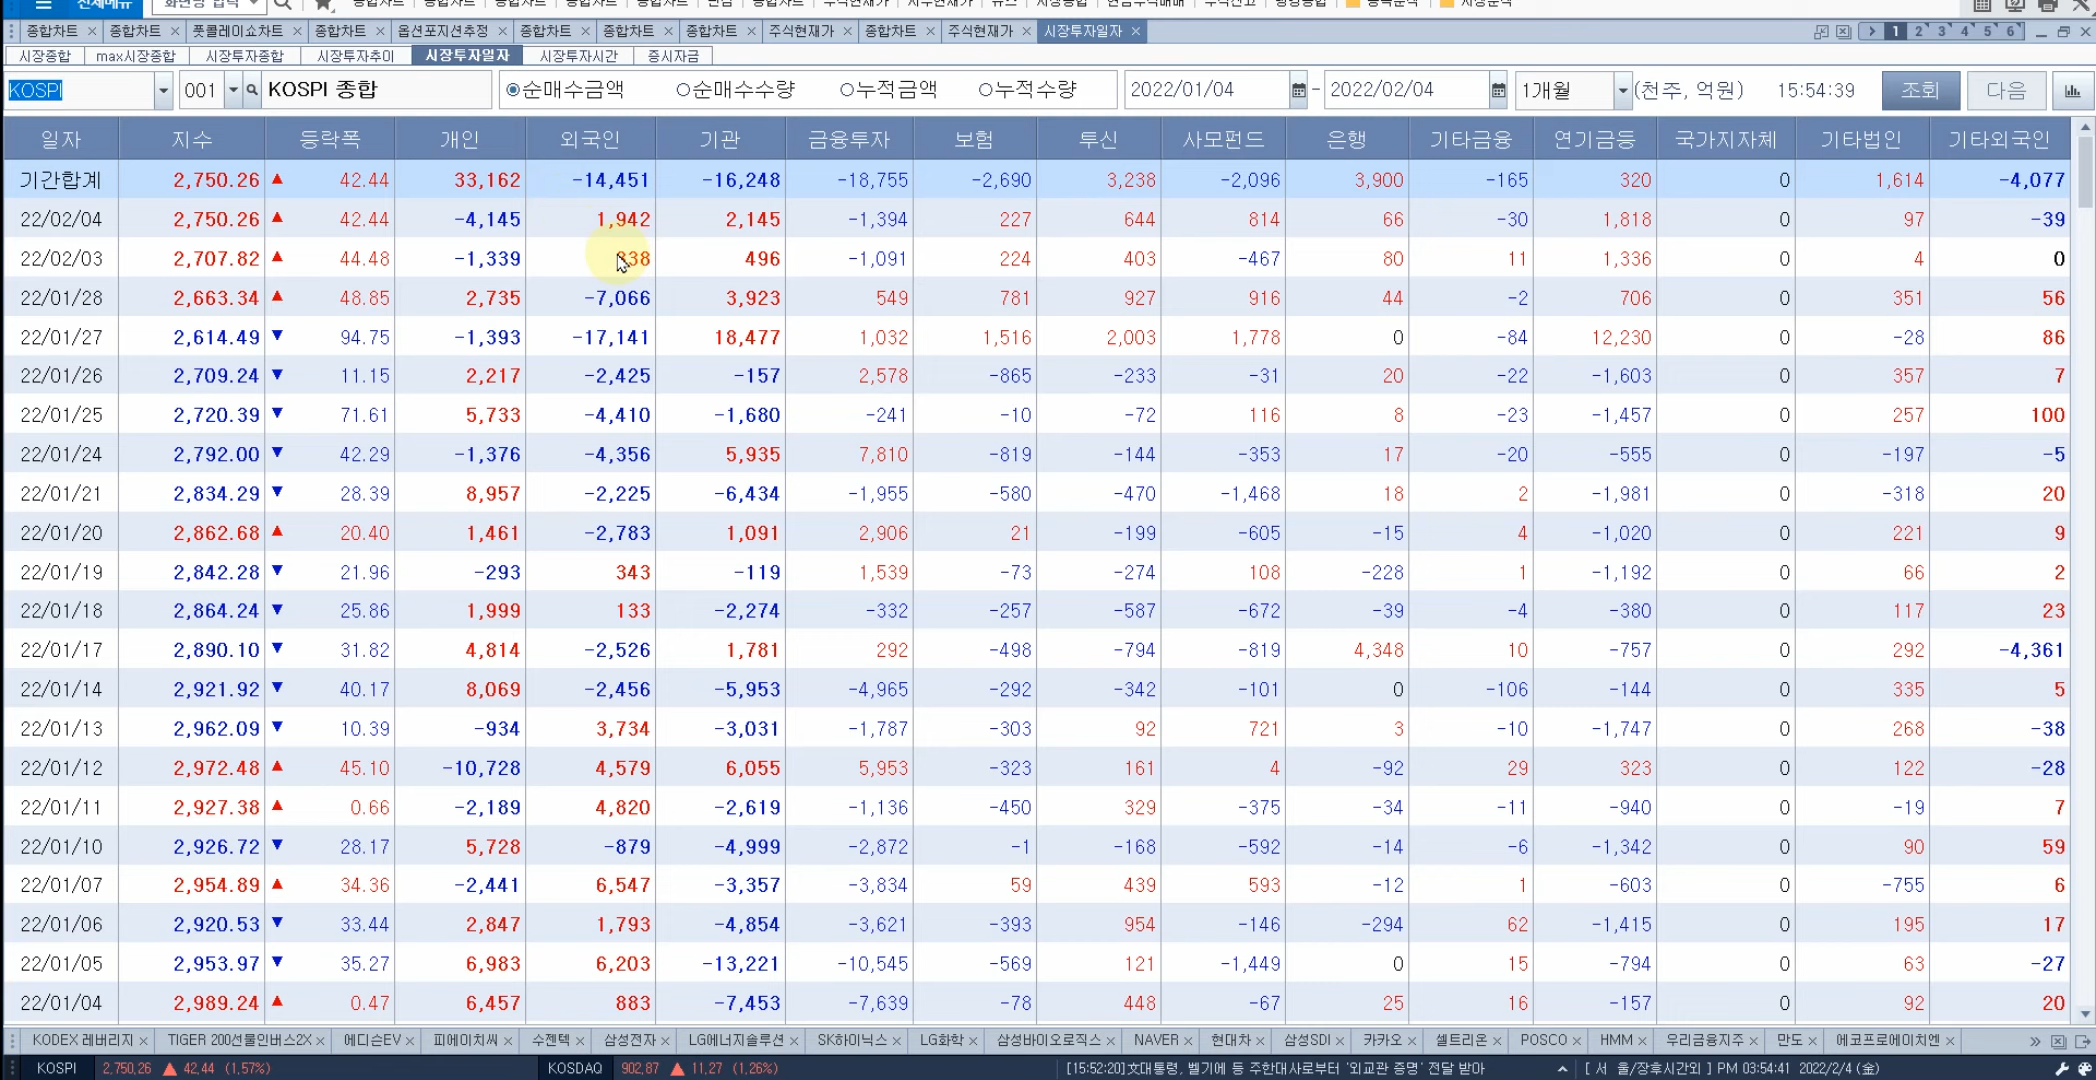 전체메뉴
종합차트 × 종합차트 × 풋콜레이쇼차트 × 종합차트 × 옵션포지션추정 × 종합차트 × 종합차트 × 종합차트 × 주식현재가 × 종합차트 × 주식현재가 × 시장투자일자 × 1 2 3 4 5 6
시장종합 max시장종합 시장투자종합 시장투자추이 시장투자일자 시장투자시간 증시자금
KOSPI 001 KOSPI 종합 순매수금액 순매수수량 누적금액 누적수량 2022/01/04 - 2022/02/04 1개월 (천주, 억원) 15:54:39 조회 다음
일자 지수 등락폭 개인 외국인 기관 금융투자 보험 투신 사모펀드 은행 기타금융 연기금등 국가지자체 기타법인 기타외국인
기간합계 2,750.26 ▲ 42.44 33,162 -14,451 -16,248 -18,755 -2,690 3,238 -2,096 3,900 -165 320 0 1,614 -4,077
22/02/04 2,750.26 ▲ 42.44 -4,145 1,942 2,145 -1,394 227 644 814 66 -30 1,818 0 97 -39
22/02/03 2,707.82 ▲ 44.48 -1,339 838 496 -1,091 224 403 -467 80 11 1,336 0 4 0
22/01/28 2,663.34 ▲ 48.85 2,735 -7,066 3,923 549 781 927 916 44 -2 706 0 351 56
22/01/27 2,614.49 ▼ 94.75 -1,393 -17,141 18,477 1,032 1,516 2,003 1,778 0 -84 12,230 0 -28 86
22/01/26 2,709.24 ▼ 11.15 2,217 -2,425 -157 2,578 -865 -233 -31 20 -22 -1,603 0 357 7
22/01/25 2,720.39 ▼ 71.61 5,733 -4,410 -1,680 -241 -10 -72 116 8 -23 -1,457 0 257 100
22/01/24 2,792.00 ▼ 42.29 -1,376 -4,356 5,935 7,810 -819 -144 -353 17 -20 -555 0 -197 -5
22/01/21 2,834.29 ▼ 28.39 8,957 -2,225 -6,434 -1,955 -580 -470 -1,468 18 2 -1,981 0 -318 20
22/01/20 2,862.68 ▲ 20.40 1,461 -2,783 1,091 2,906 21 -199 -605 -15 4 -1,020 0 221 9
22/01/19 2,842.28 ▼ 21.96 -293 343 -119 1,539 -73 -274 108 -228 1 -1,192 0 66 2
22/01/18 2,864.24 ▼ 25.86 1,999 133 -2,274 -332 -257 -587 -672 -39 -4 -380 0 117 23
22/01/17 2,890.10 ▼ 31.82 4,814 -2,526 1,781 292 -498 -794 -819 4,348 10 -757 0 292 -4,361
22/01/14 2,921.92 ▼ 40.17 8,069 -2,456 -5,953 -4,965 -292 -342 -101 0 -106 -144 0 335 5
22/01/13 2,962.09 ▼ 10.39 -934 3,734 -3,031 -1,787 -303 92 721 3 -10 -1,747 0 268 -38
22/01/12 2,972.48 ▲ 45.10 -10,728 4,579 6,055 5,953 -323 161 4 -92 29 323 0 122 -28
22/01/11 2,927.38 ▲ 0.66 -2,189 4,820 -2,619 -1,136 -450 329 -375 -34 -11 -940 0 -19 7
22/01/10 2,926.72 ▼ 28.17 5,728 -879 -4,999 -2,872 -1 -168 -592 -14 -6 -1,342 0 90 59
22/01/07 2,954.89 ▲ 34.36 -2,441 6,547 -3,357 -3,834 59 439 593 -12 1 -603 0 -755 6
22/01/06 2,920.53 ▼ 33.44 2,847 1,793 -4,854 -3,621 -393 954 -146 -294 62 -1,415 0 195 17
22/01/05 2,953.97 ▼ 35.27 6,983 6,203 -13,221 -10,545 -569 121 -1,449 0 15 -794 0 63 -27
22/01/04 2,989.24 ▲ 0.47 6,457 883 -7,453 -7,639 -78 448 -67 25 16 -157 0 92 20
KODEX 레버리지 × TIGER 200선물인버스2X × 에디슨EV × 피에이치씨 × 수젠텍 × 삼성전자 × LG에너지솔루션 × SK하이닉스 × LG화학 × 삼성바이오로직스 × NAVER × 현대차 × 삼성SDI × 카카오 × 셀트리온 × POSCO × HMM × 우리금융지주 × 만도 × 에코프로에이치엔 ×
KOSPI 2,750.26 ▲ 42.44 (1.57%) KOSDAQ 902.87 ▲ 11.27 (1.26%) [15:52:20]文대통령, 벨기에 등 주한대사로부터 '외교관 증명' 전달 받아 [ 서 울/장후시간외 ] PM 03:54:41 2022/2/4 (金)